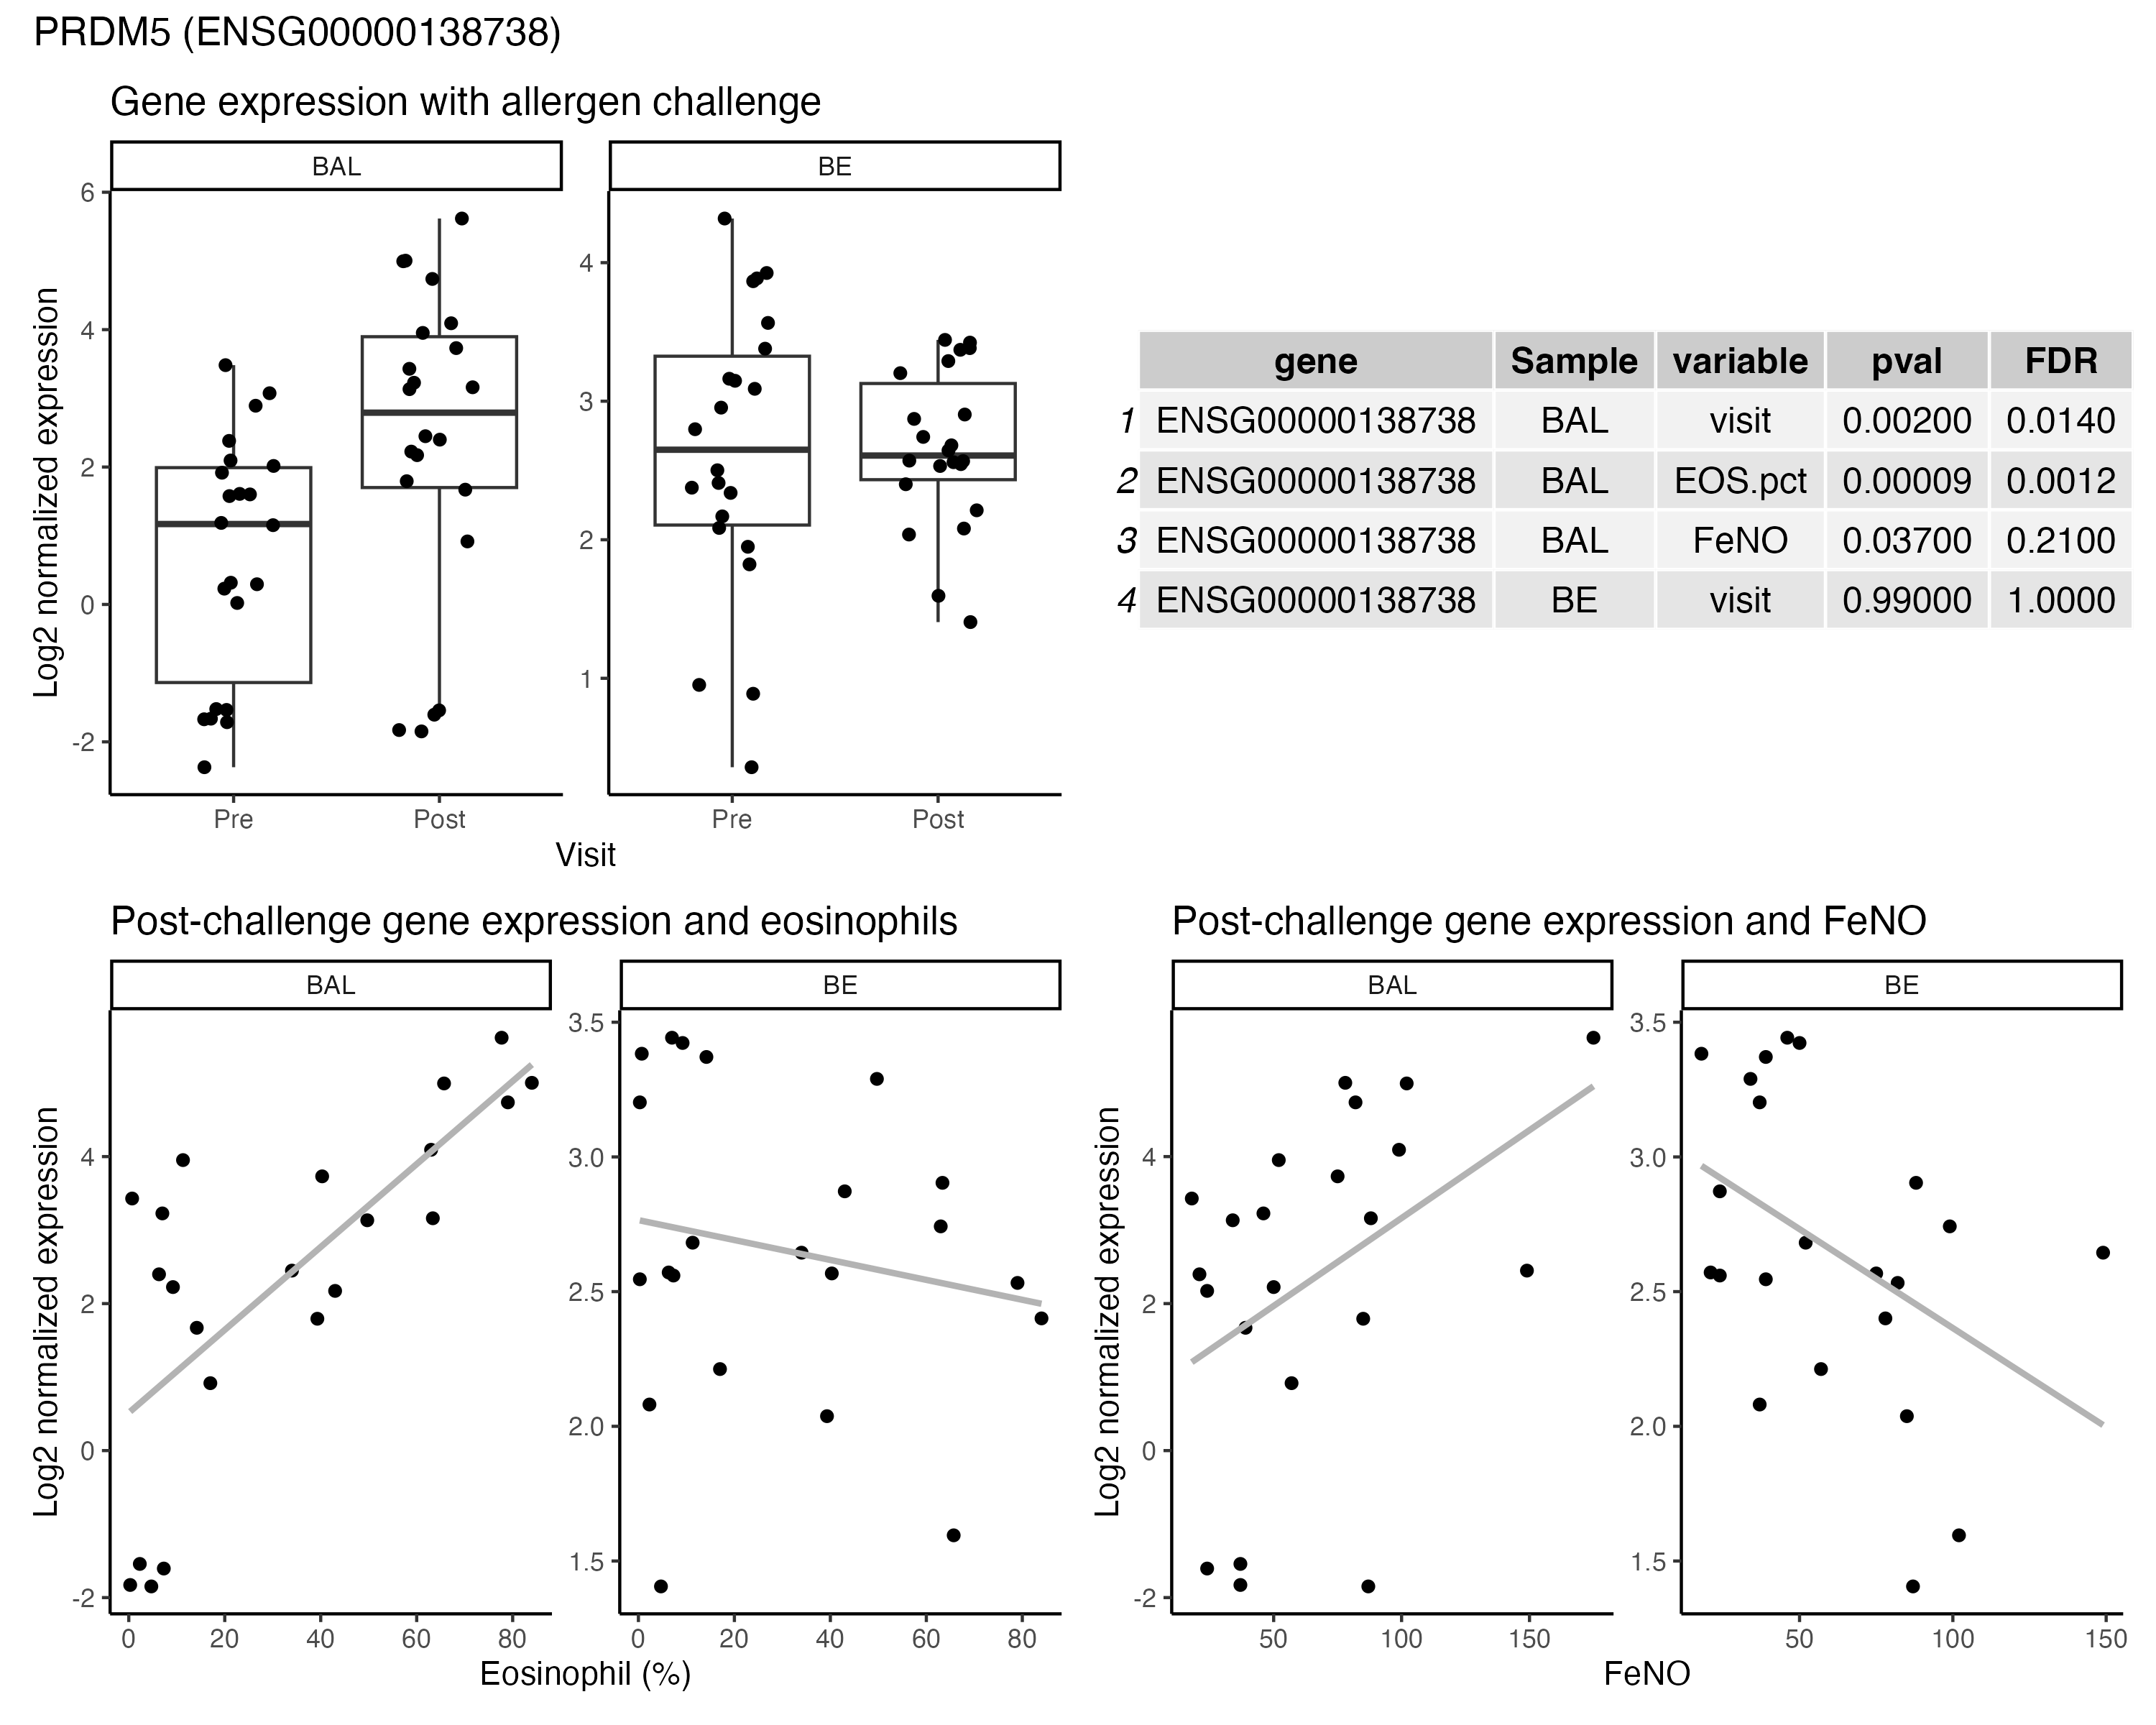 PRDM5 (ENSG00000138738)
Gene expression with allergen challenge
BAL
BE
Log2 normalized expression
6
4
2
0
-2
4
3
2
1
Pre
Post
Pre
Post
Visit
gene Sample variable pval FDR
1 ENSG00000138738 BAL visit 0.00200 0.0140
2 ENSG00000138738 BAL EOS.pct 0.00009 0.0012
3 ENSG00000138738 BAL FeNO 0.03700 0.2100
4 ENSG00000138738 BE visit 0.99000 1.0000
Post-challenge gene expression and eosinophils
BAL
BE
Log2 normalized expression
4
2
0
-2
3.5
3.0
2.5
2.0
1.5
0 20 40 60 80
0 20 40 60 80
Eosinophil (%)
Post-challenge gene expression and FeNO
BAL
BE
Log2 normalized expression
4
2
0
-2
3.5
3.0
2.5
2.0
1.5
50 100 150
50 100 150
FeNO